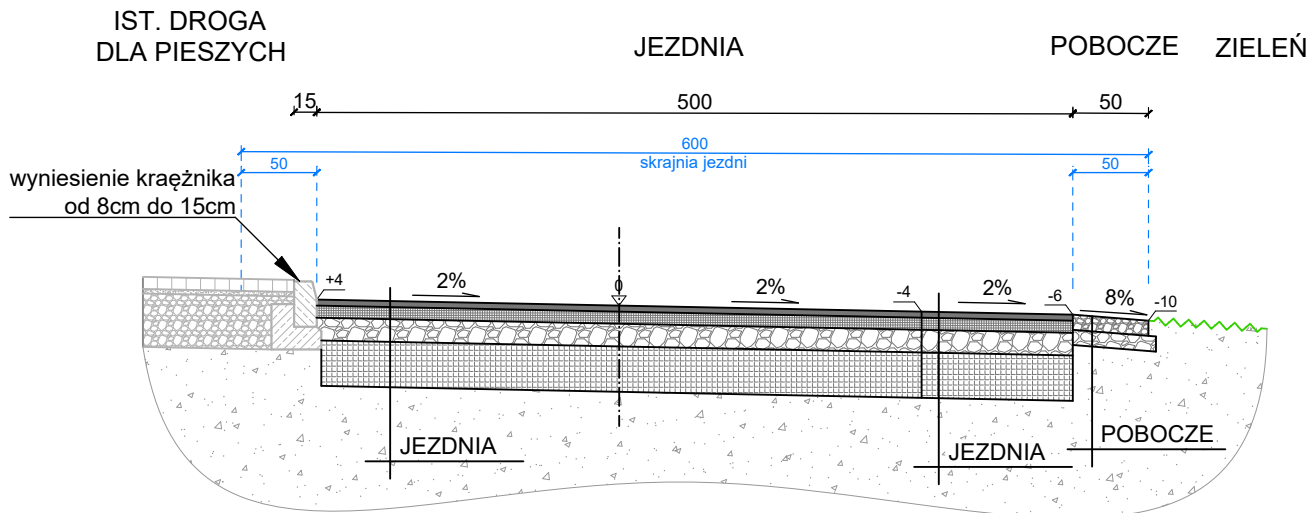 IST. DROGA
DLA PIESZYCH
JEZDNIA
POBOCZE
ZIELEŃ
15
500
50
600
skrajnia jezdni
50
50
wyniesienie kraężnika
od 8cm do 15cm
+4
2%
0
2%
-4
2%
-6
8%
-10
JEZDNIA
JEZDNIA
POBOCZE